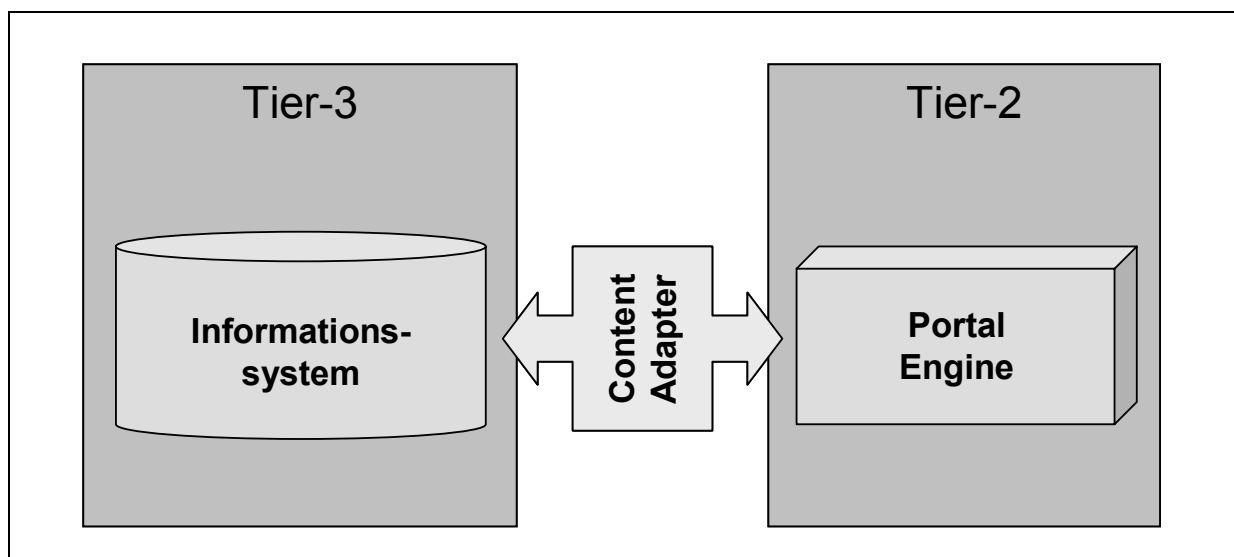 Tier-3
Informations-
system
Content
Adapter
Tier-2
Portal
Engine